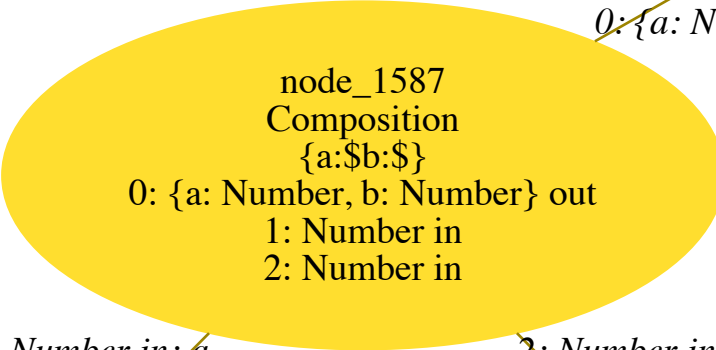 0: {a: N
node_1587
Composition
{a:$b:$}
0: {a: Number, b: Number} out
1: Number in
2: Number in
Number in: a
2: Number in